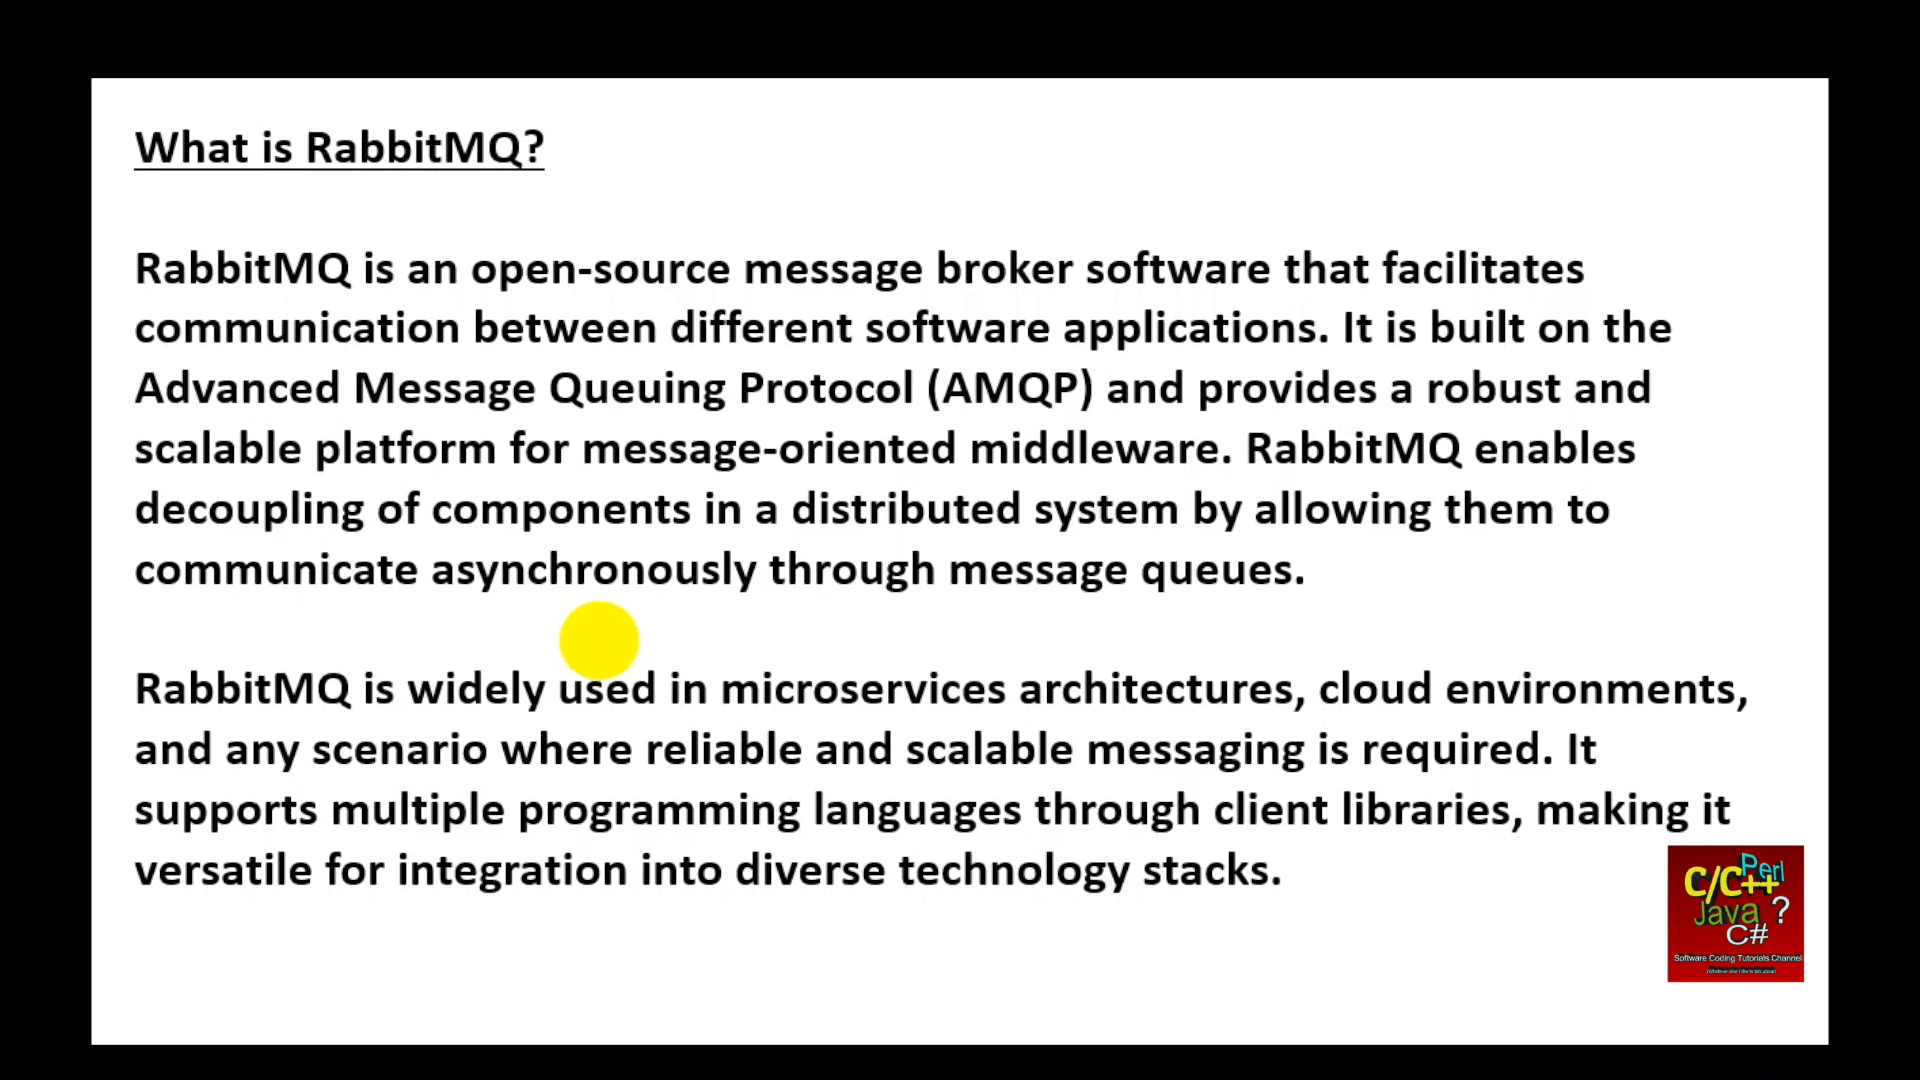 What is RabbitMQ?
RabbitMQ is an open-source message broker software that facilitates
communication between different software applications. It is built on the
Advanced Message Queuing Protocol (AMQP) and provides a robust and
scalable platform for message-oriented middleware. RabbitMQ enables
decoupling of components in a distributed system by allowing them to
communicate asynchronously through message queues.
RabbitMQ is widely used in microservices architectures, cloud environments,
and any scenario where reliable and scalable messaging is required. It
supports multiple programming languages through client libraries, making it
versatile for integration into diverse technology stacks.
Perl
C/C++
Java ?
C#
Software Coding Tutorials Channel